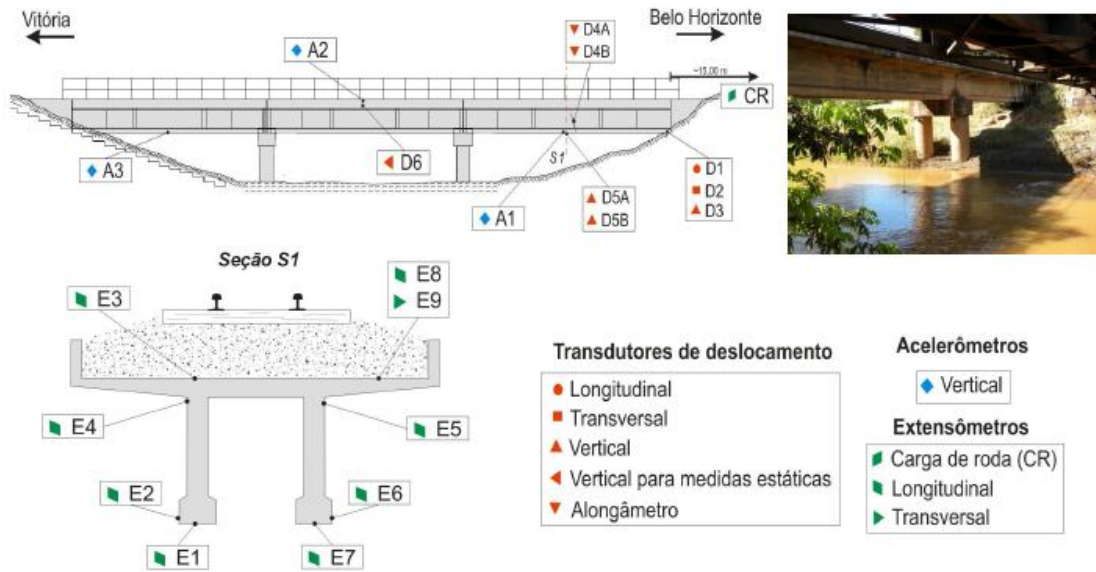 Vitória
Belo Horizonte
A2
D4A
D4B
~15,00 m
CR
A3
D6
S1
A1
D5A
D5B
D1
D2
D3
Seção S1
E3
E8
E9
E4
E5
E2
E6
E1
E7
Transdutores de deslocamento
Longitudinal
Transversal
Vertical
Vertical para medidas estáticas
Alongâmetro
Acelerômetros
Vertical
Extensômetros
Carga de roda (CR)
Longitudinal
Transversal